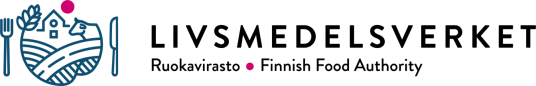 LIVSMEDELSVERKET
Ruokavirasto • Finnish Food Authority